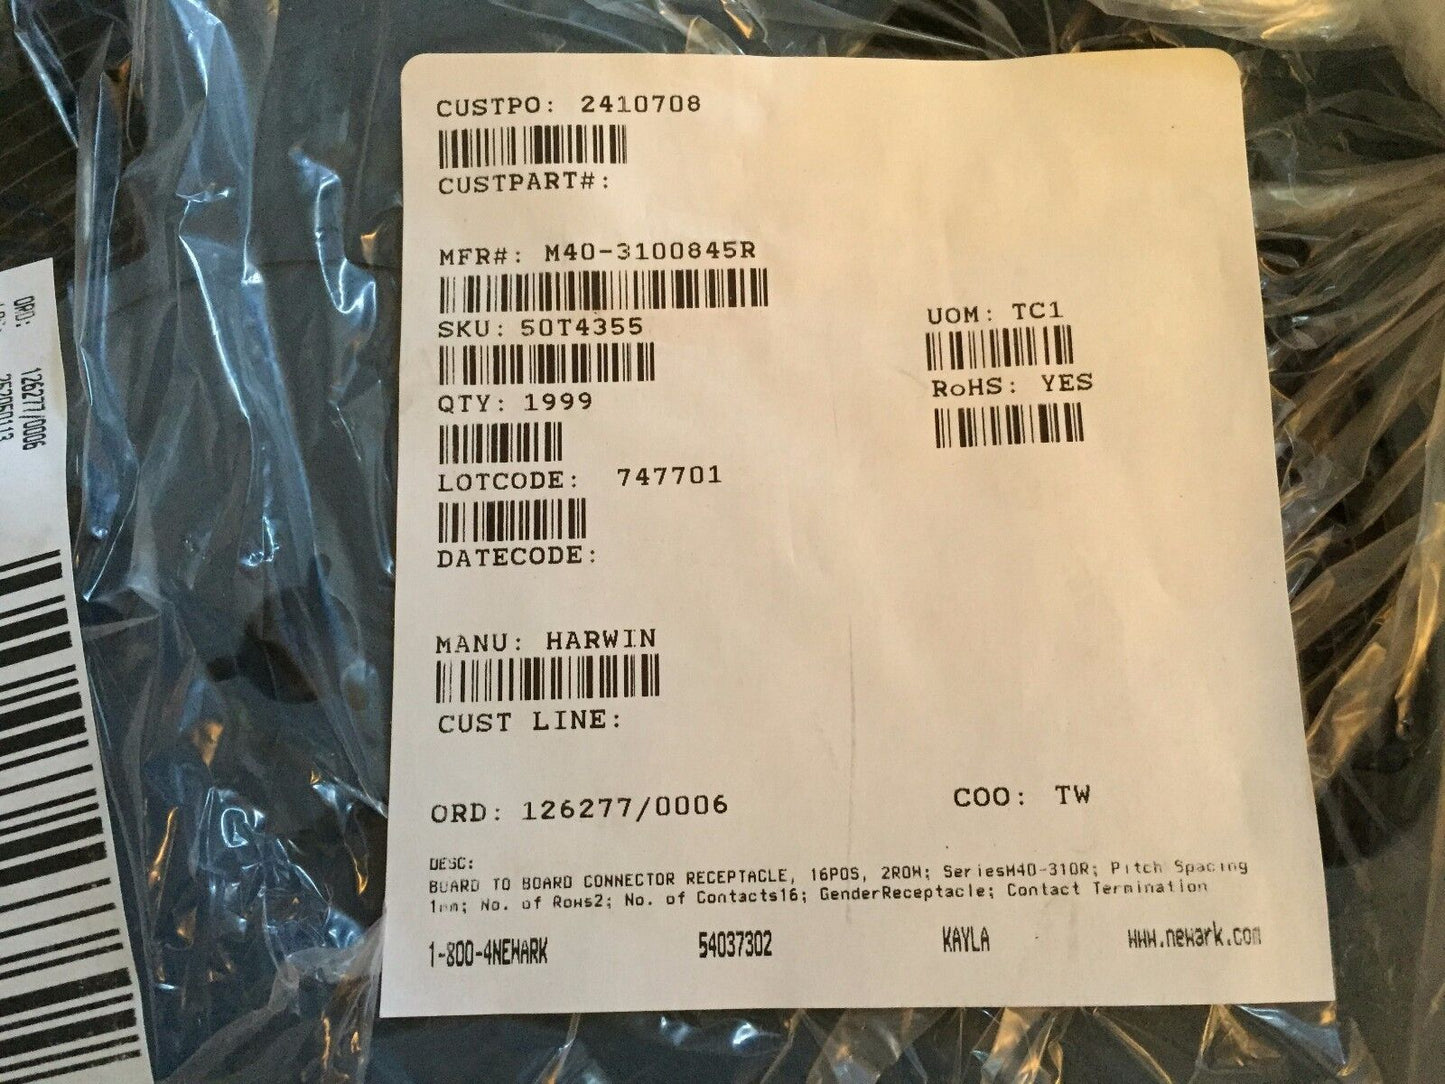 CUSTPO: 2410708
CUSTPART#:
MFR#: M40-3100845R
SKU: 50T4355
QTY: 1999
LOTCODE: 747701
DATECODE:
MANU: HARWIN
CUST LINE:
UOM: TC1
RoHS: YES
ORD: 126277/0006
COO: TW
DESC:
BOARD TO BOARD CONNECTOR RECEPTACLE, 16POS, 2ROW; SeriesM40-310R; Pitch Spacing
1mm; No. of Rows2; No. of Contacts16; GenderReceptacle; Contact Termination
1-800-4NEWARK 54037302 KAYLA www.newark.com
ORD: 126277/0006